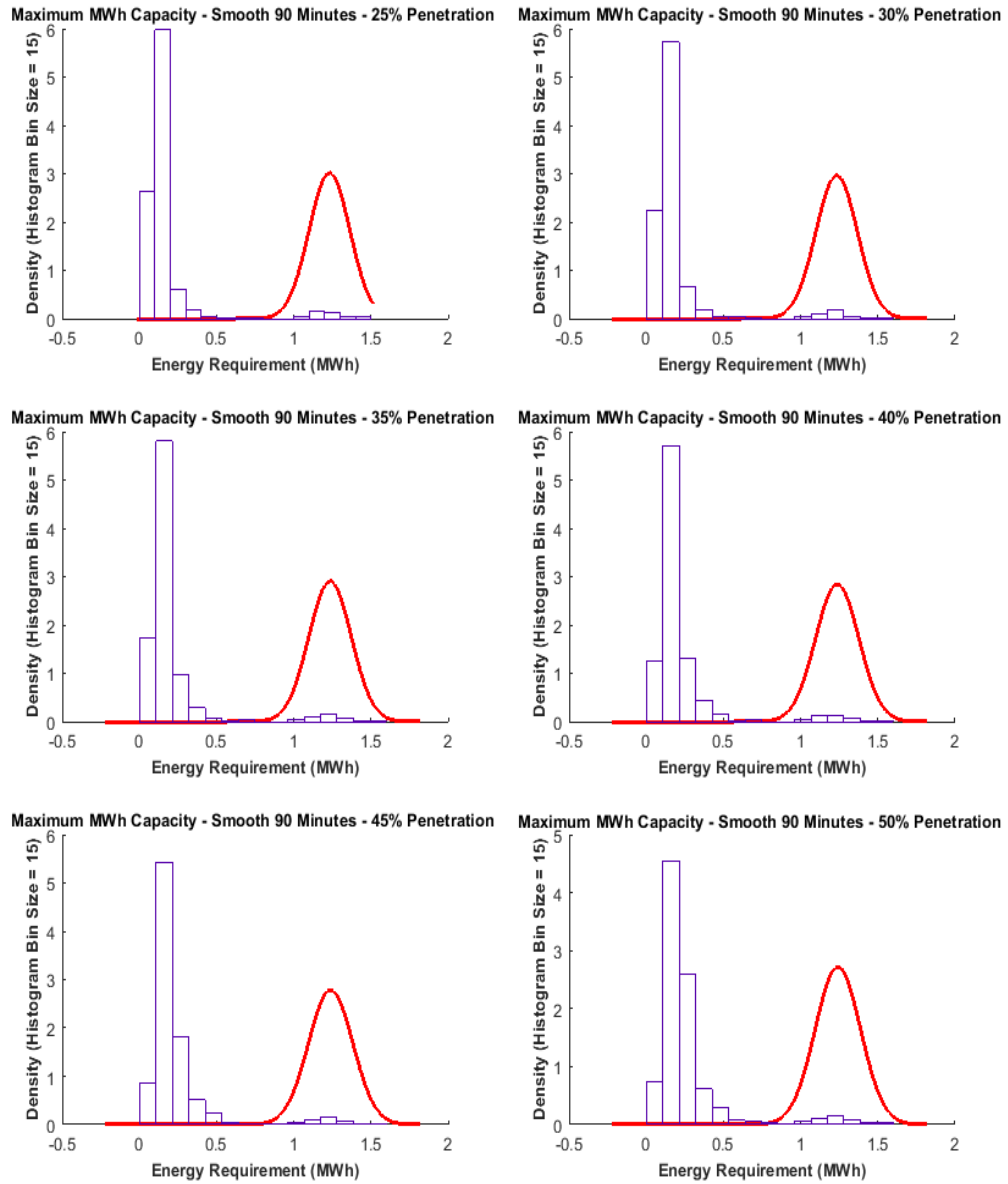 Maximum MWh Capacity - Smooth 90 Minutes - 25% Penetration
Density (Histogram Bin Size = 15)
6
5
4
3
2
1
0
-0.5 0 0.5 1 1.5 2
Energy Requirement (MWh)
Maximum MWh Capacity - Smooth 90 Minutes - 30% Penetration
Density (Histogram Bin Size = 15)
6
5
4
3
2
1
0
-0.5 0 0.5 1 1.5 2
Energy Requirement (MWh)
Maximum MWh Capacity - Smooth 90 Minutes - 35% Penetration
Density (Histogram Bin Size = 15)
6
5
4
3
2
1
0
-0.5 0 0.5 1 1.5 2
Energy Requirement (MWh)
Maximum MWh Capacity - Smooth 90 Minutes - 40% Penetration
Density (Histogram Bin Size = 15)
6
5
4
3
2
1
0
-0.5 0 0.5 1 1.5 2
Energy Requirement (MWh)
Maximum MWh Capacity - Smooth 90 Minutes - 45% Penetration
Density (Histogram Bin Size = 15)
6
5
4
3
2
1
0
-0.5 0 0.5 1 1.5 2
Energy Requirement (MWh)
Maximum MWh Capacity - Smooth 90 Minutes - 50% Penetration
Density (Histogram Bin Size = 15)
5
4
3
2
1
0
-0.5 0 0.5 1 1.5 2
Energy Requirement (MWh)